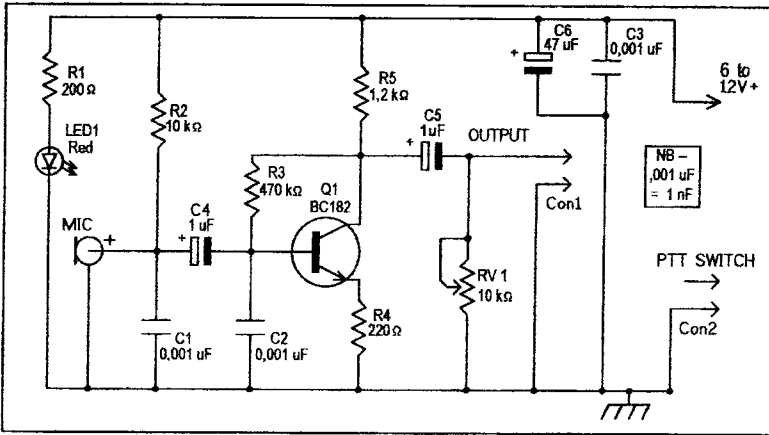 R1
200Ω
LED1
Red
R2
10 kΩ
MIC
+
C4
1 uF
+
C1
0,001 uF
C2
0,001 uF
R3
470 kΩ
Q1
BC182
R5
1,2 kΩ
R4
220Ω
C5
1uF
+
OUTPUT
RV 1
10 kΩ
Con1
C6
47 uF
+
C3
0,001 uF
6 to
12V+
NB –
,001 uF
= 1 nF
PTT SWITCH
Con2